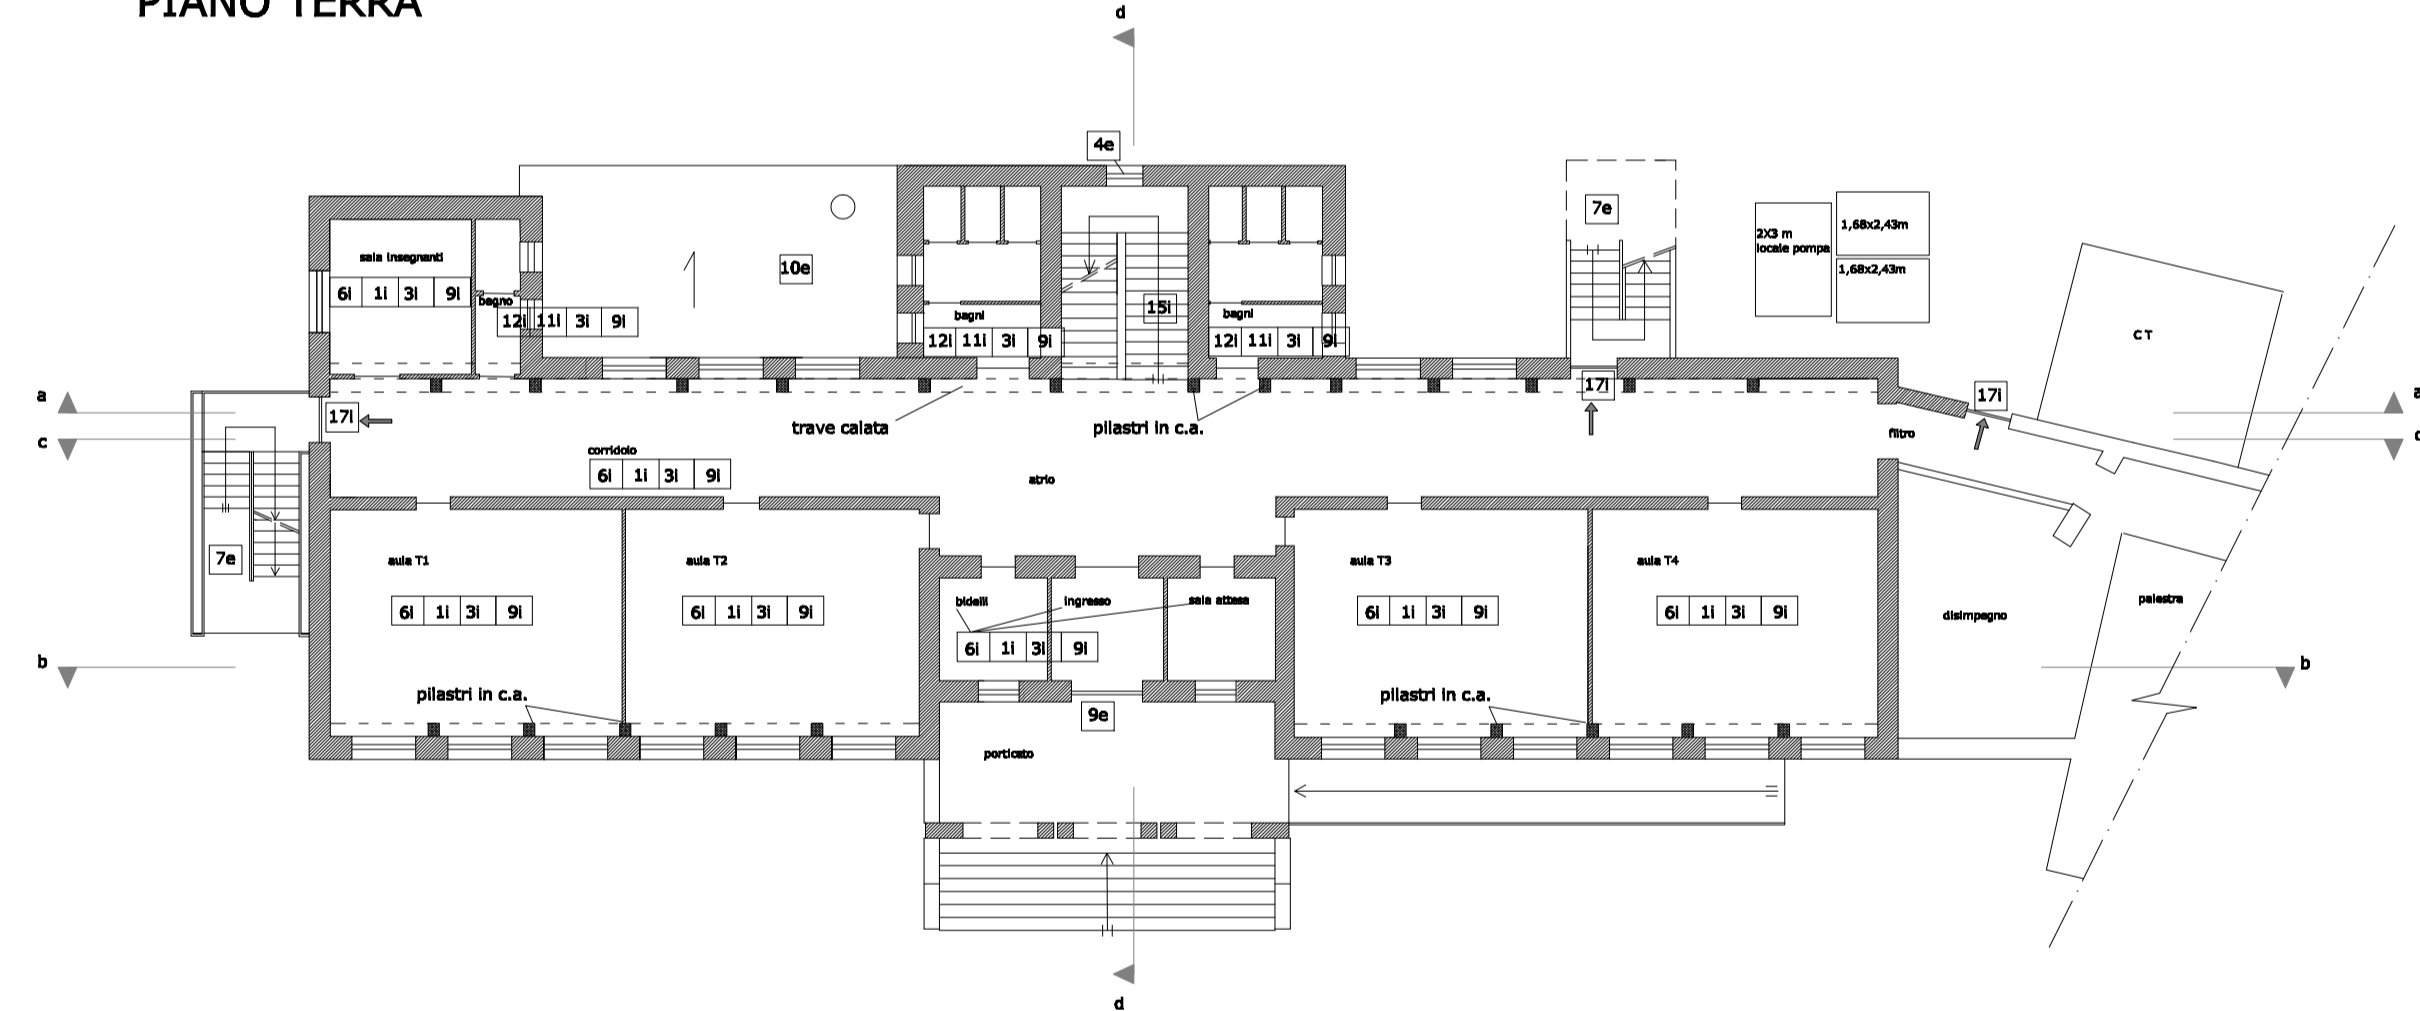 PIANO TERRA
d
4e
7e
2X3 m
locale pompa
1,68x2,43m
1,68x2,43m
sala insegnanti
6i 1i 3i 9i
bagno
12i 11i 3i 9i
10e
bagni
12i 11i 3i 9i
15i
bagni
12i 11i 3i 9i
C T
a
17i
17i
17i
a
c
trave calata
pilastri in c.a.
filtro
c
corridoio
6i 1i 3i 9i
atrio
7e
aula T1
6i 1i 3i 9i
aula T2
6i 1i 3i 9i
bidelli
ingresso
sala attesa
6i 1i 3i 9i
aula T3
6i 1i 3i 9i
aula T4
6i 1i 3i 9i
disimpegno
palestra
b
b
pilastri in c.a.
pilastri in c.a.
9e
porticato
d